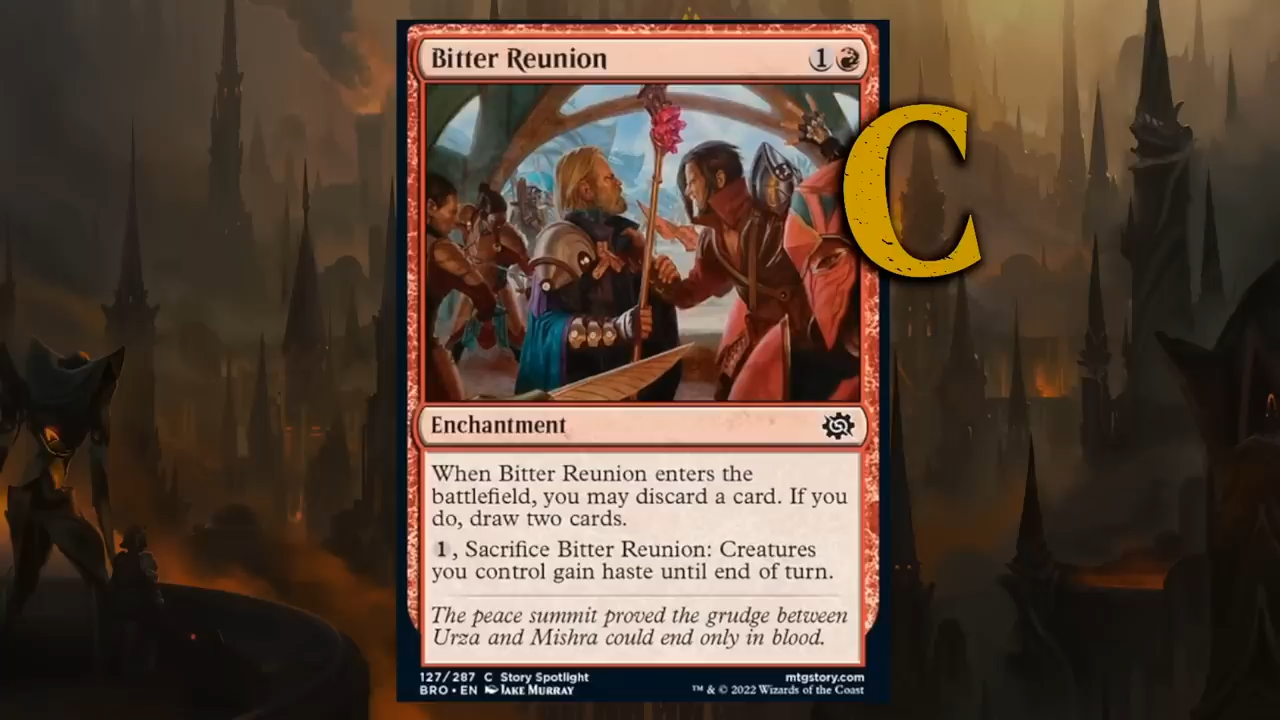 Bitter Reunion 1
C
Enchantment
When Bitter Reunion enters the
battlefield, you may discard a card. If you
do, draw two cards.
1, Sacrifice Bitter Reunion: Creatures
you control gain haste until end of turn.
The peace summit proved the grudge between
Urza and Mishra could end only in blood.
127/287 C Story Spotlight mtgstory.com
BRO • EN JAKE MURRAY ™ & © 2022 Wizards of the Coast